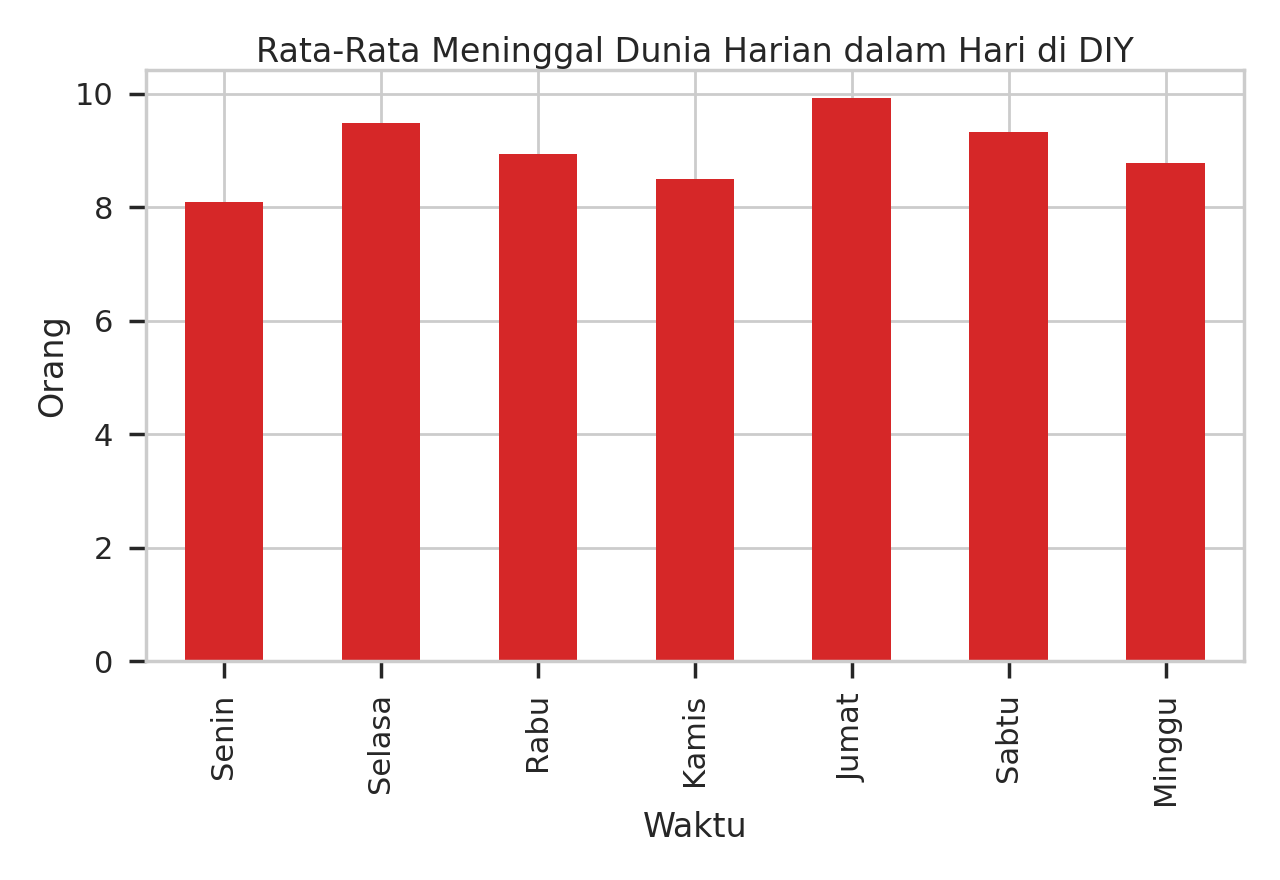 Rata-Rata Meninggal Dunia Harian dalam Hari di DIY
10
8
6
4
2
0
Orang
Senin
Selasa
Rabu
Kamis
Jumat
Sabtu
Minggu
Waktu